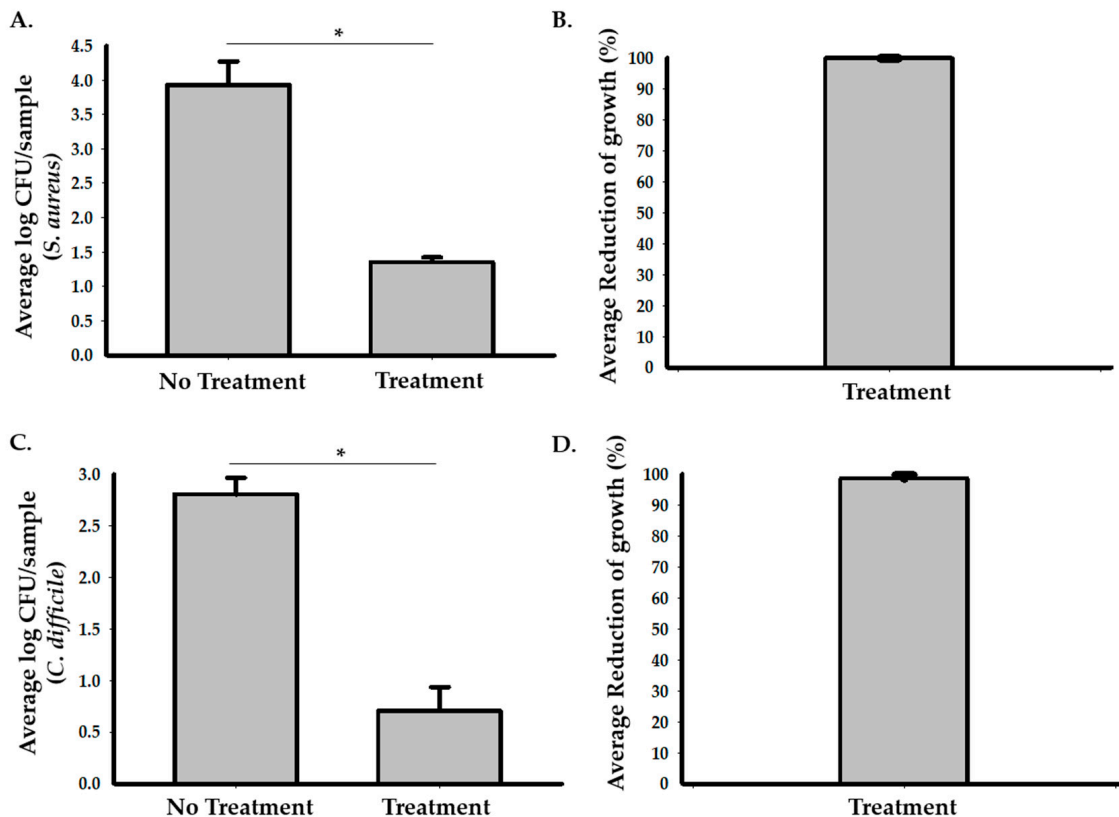 A.
*
Average log CFU/sample
(S. aureus)
4.5
4.0
3.5
3.0
2.5
2.0
1.5
1.0
0.5
0.0
No Treatment Treatment
B.
Average Reduction of growth (%)
100
90
80
70
60
50
40
30
20
10
0
Treatment
C.
*
Average log CFU/sample
(C. difficile)
3.0
2.5
2.0
1.5
1.0
0.5
0.0
No Treatment Treatment
D.
Average Reduction of growth (%)
100
90
80
70
60
50
40
30
20
10
0
Treatment